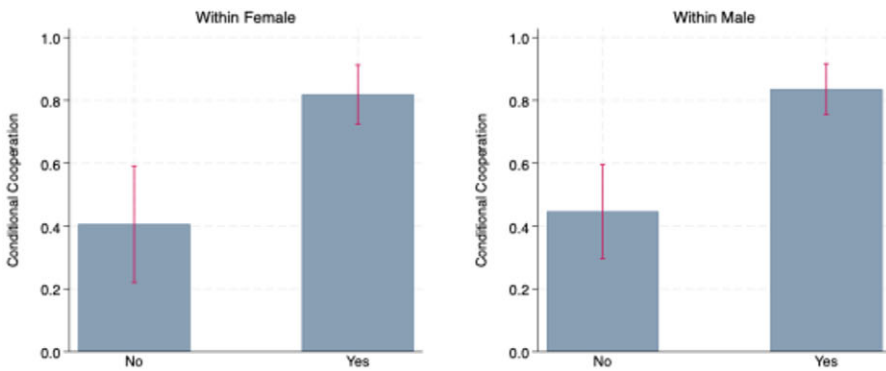 Within Female
Conditional Cooperation
1.0
0.8
0.6
0.4
0.2
0.0
No Yes
Within Male
Conditional Cooperation
1.0
0.8
0.6
0.4
0.2
0.0
No Yes